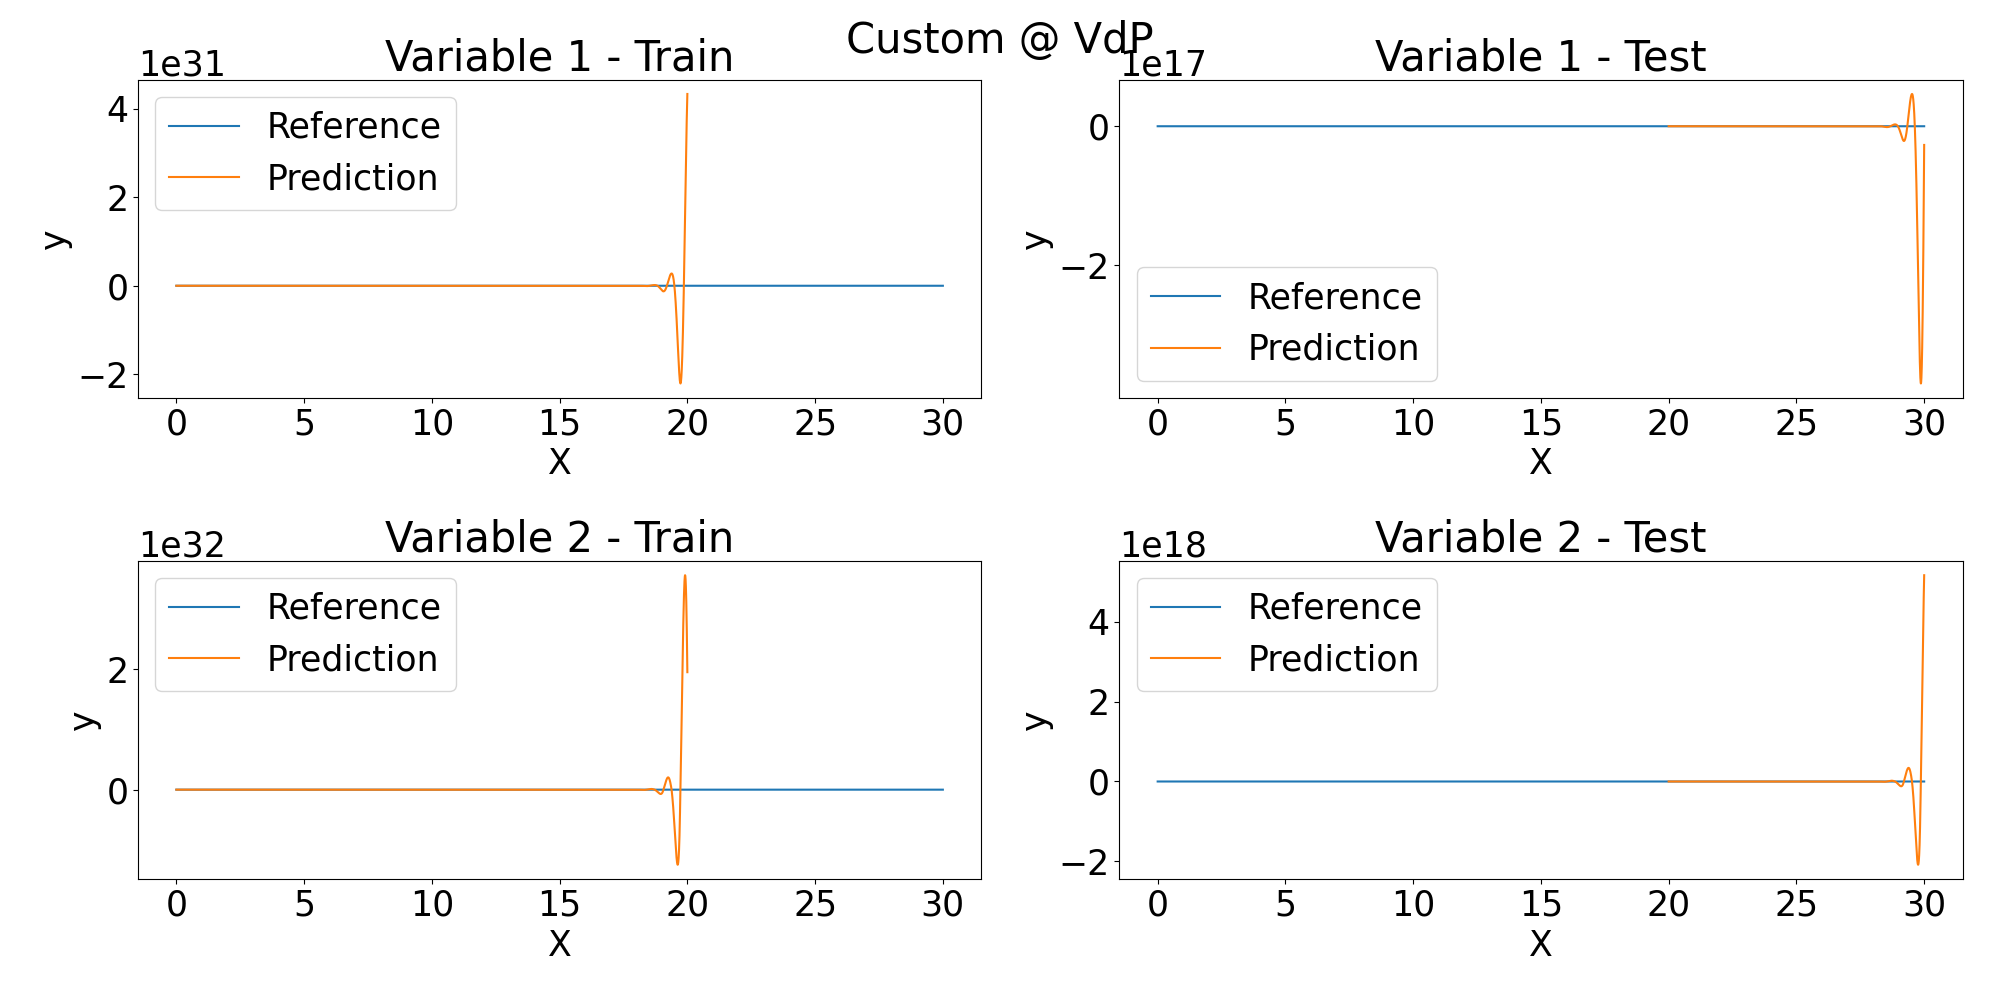 Custom @ VdP
Variable 1 - Train
1e31
4
2
0
−2
y
Reference
Prediction
0 5 10 15 20 25 30
X
Variable 1 - Test
1e17
0
−2
y
Reference
Prediction
0 5 10 15 20 25 30
X
Variable 2 - Train
1e32
2
0
y
Reference
Prediction
0 5 10 15 20 25 30
X
Variable 2 - Test
1e18
4
2
0
−2
y
Reference
Prediction
0 5 10 15 20 25 30
X